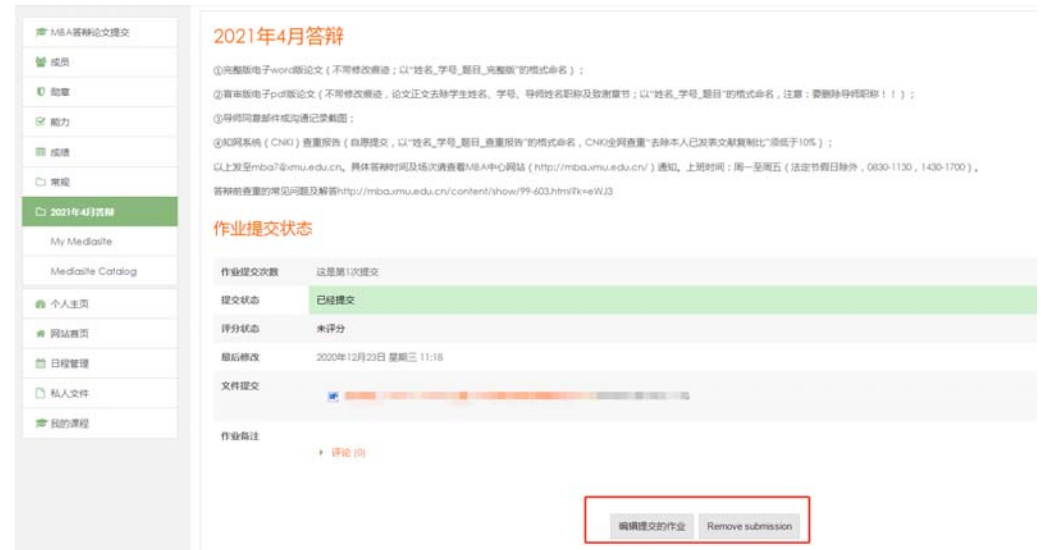 MBA答辩论文提交
成员
勋章
能力
成绩
常规
2021年4月答辩
My Mediasite
Mediasite Catalog
个人主页
网站首页
日程管理
私人文件
我的课程
2021年4月答辩
①完整版电子word版论文（不带修改痕迹；以“姓名_学号_题目_完整版”的格式命名）；
②盲审版电子pdf版论文（不带修改痕迹，论文正文去除学生姓名、学号、导师姓名职称及致谢章节；以“姓名_学号_题目”的格式命名，注意：要删除导师职称！！）；
③导师同意邮件或沟通记录截图；
④知网系统（CNKI）查重报告（自愿提交，以“姓名_学号_题目_查重报告”的格式命名，CNKI全网查重“去除本人已发表文献复制比”须低于10%）；
以上发至mba7@xmu.edu.cn。具体答辩时间及场次请查看MBA中心网站（http://mba.xmu.edu.cn/）通知。上班时间：周一至周五（法定节假日除外，0830-1130，1430-1700）。
答辩前查重的常见问题及解答http://mba.xmu.edu.cn/content/show/99-603.html?k=eWJ3
作业提交状态
作业提交次数 这是第1次提交
提交状态 已经提交
评分状态 未评分
最后修改 2020年12月23日 星期三 11:18
文件提交
作业备注
评论 (0)
编辑提交的作业 Remove submission